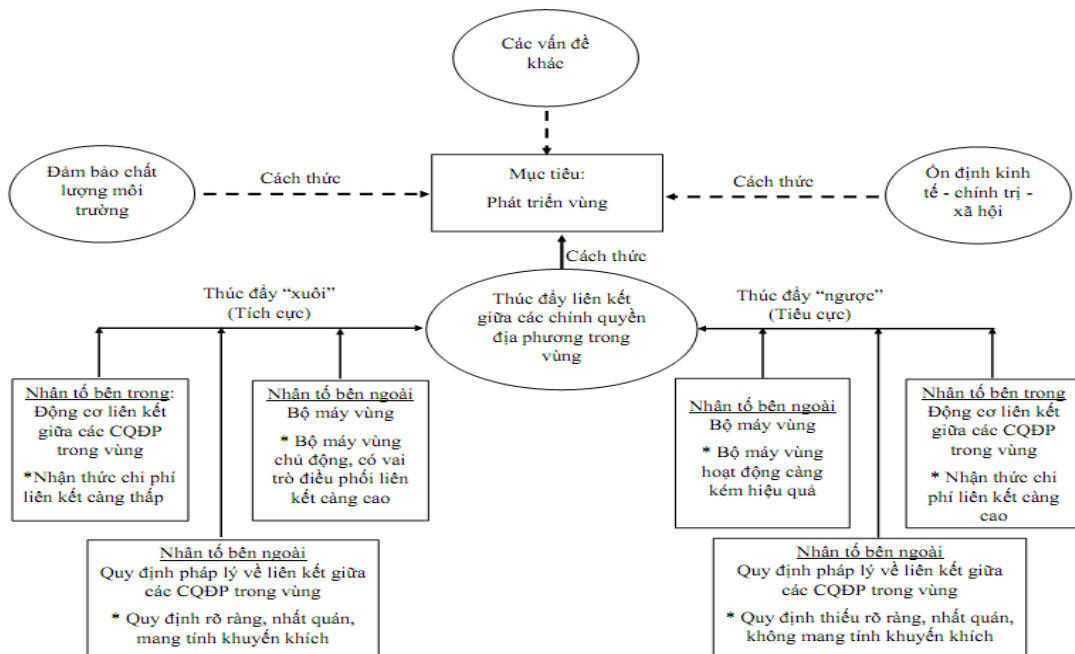 Các vấn đề
khác
Đảm bảo chất
lượng môi
trường
Cách thức
Mục tiêu:
Phát triển vùng
Cách thức
Ổn định kinh
tế - chính trị -
xã hội
Cách thức
Thúc đẩy “xuôi”
(Tích cực)
Thúc đẩy liên kết
giữa các chính quyền
địa phương trong
vùng
Thúc đẩy “ngược”
(Tiêu cực)
Nhân tố bên trong:
Động cơ liên kết
giữa các CQĐP
trong vùng
*Nhận thức chi phí
liên kết càng thấp
Nhân tố bên ngoài
Bộ máy vùng
* Bộ máy vùng
chủ động, có vai
trò điều phối liên
kết càng cao
Nhân tố bên ngoài
Bộ máy vùng
* Bộ máy vùng
hoạt động càng
kém hiệu quả
Nhân tố bên trong
Động cơ liên kết
giữa các CQĐP
trong vùng
* Nhận thức chi
phí liên kết càng
cao
Nhân tố bên ngoài
Quy định pháp lý về liên kết giữa
các CQĐP trong vùng
* Quy định rõ ràng, nhất quán,
mang tính khuyến khích
Nhân tố bên ngoài
Quy định pháp lý về liên kết giữa
các CQĐP trong vùng
* Quy định thiếu rõ ràng, nhất quán,
không mang tính khuyến khích